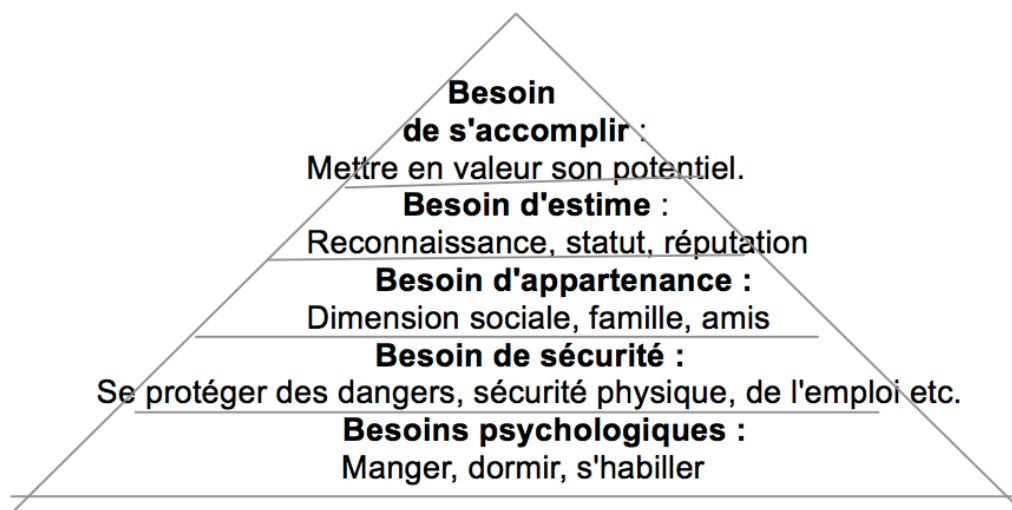 Besoin
de s'accomplir :
Mettre en valeur son potentiel.
Besoin d'estime :
Reconnaissance, statut, réputation
Besoin d'appartenance :
Dimension sociale, famille, amis
Besoin de sécurité :
Se protéger des dangers, sécurité physique, de l'emploi etc.
Besoins psychologiques :
Manger, dormir, s'habiller